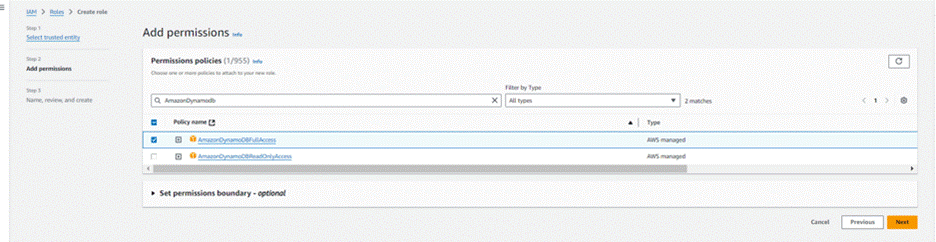 IAM > Roles > Create role
Step 1
Select trusted entity
Step 2
Add permissions
Step 3
Name, review, and create
Add permissions Info
Permissions policies (1/955) Info
Choose one or more policies to attach to your new role.
Filter by Type
AmazonDynamodb
All types
2 matches
1
Policy name
Type
AmazonDynamoDBFullAccess
AWS managed
AmazonDynamoDBReadOnlyAccess
AWS managed
Set permissions boundary - optional
Cancel
Previous
Next